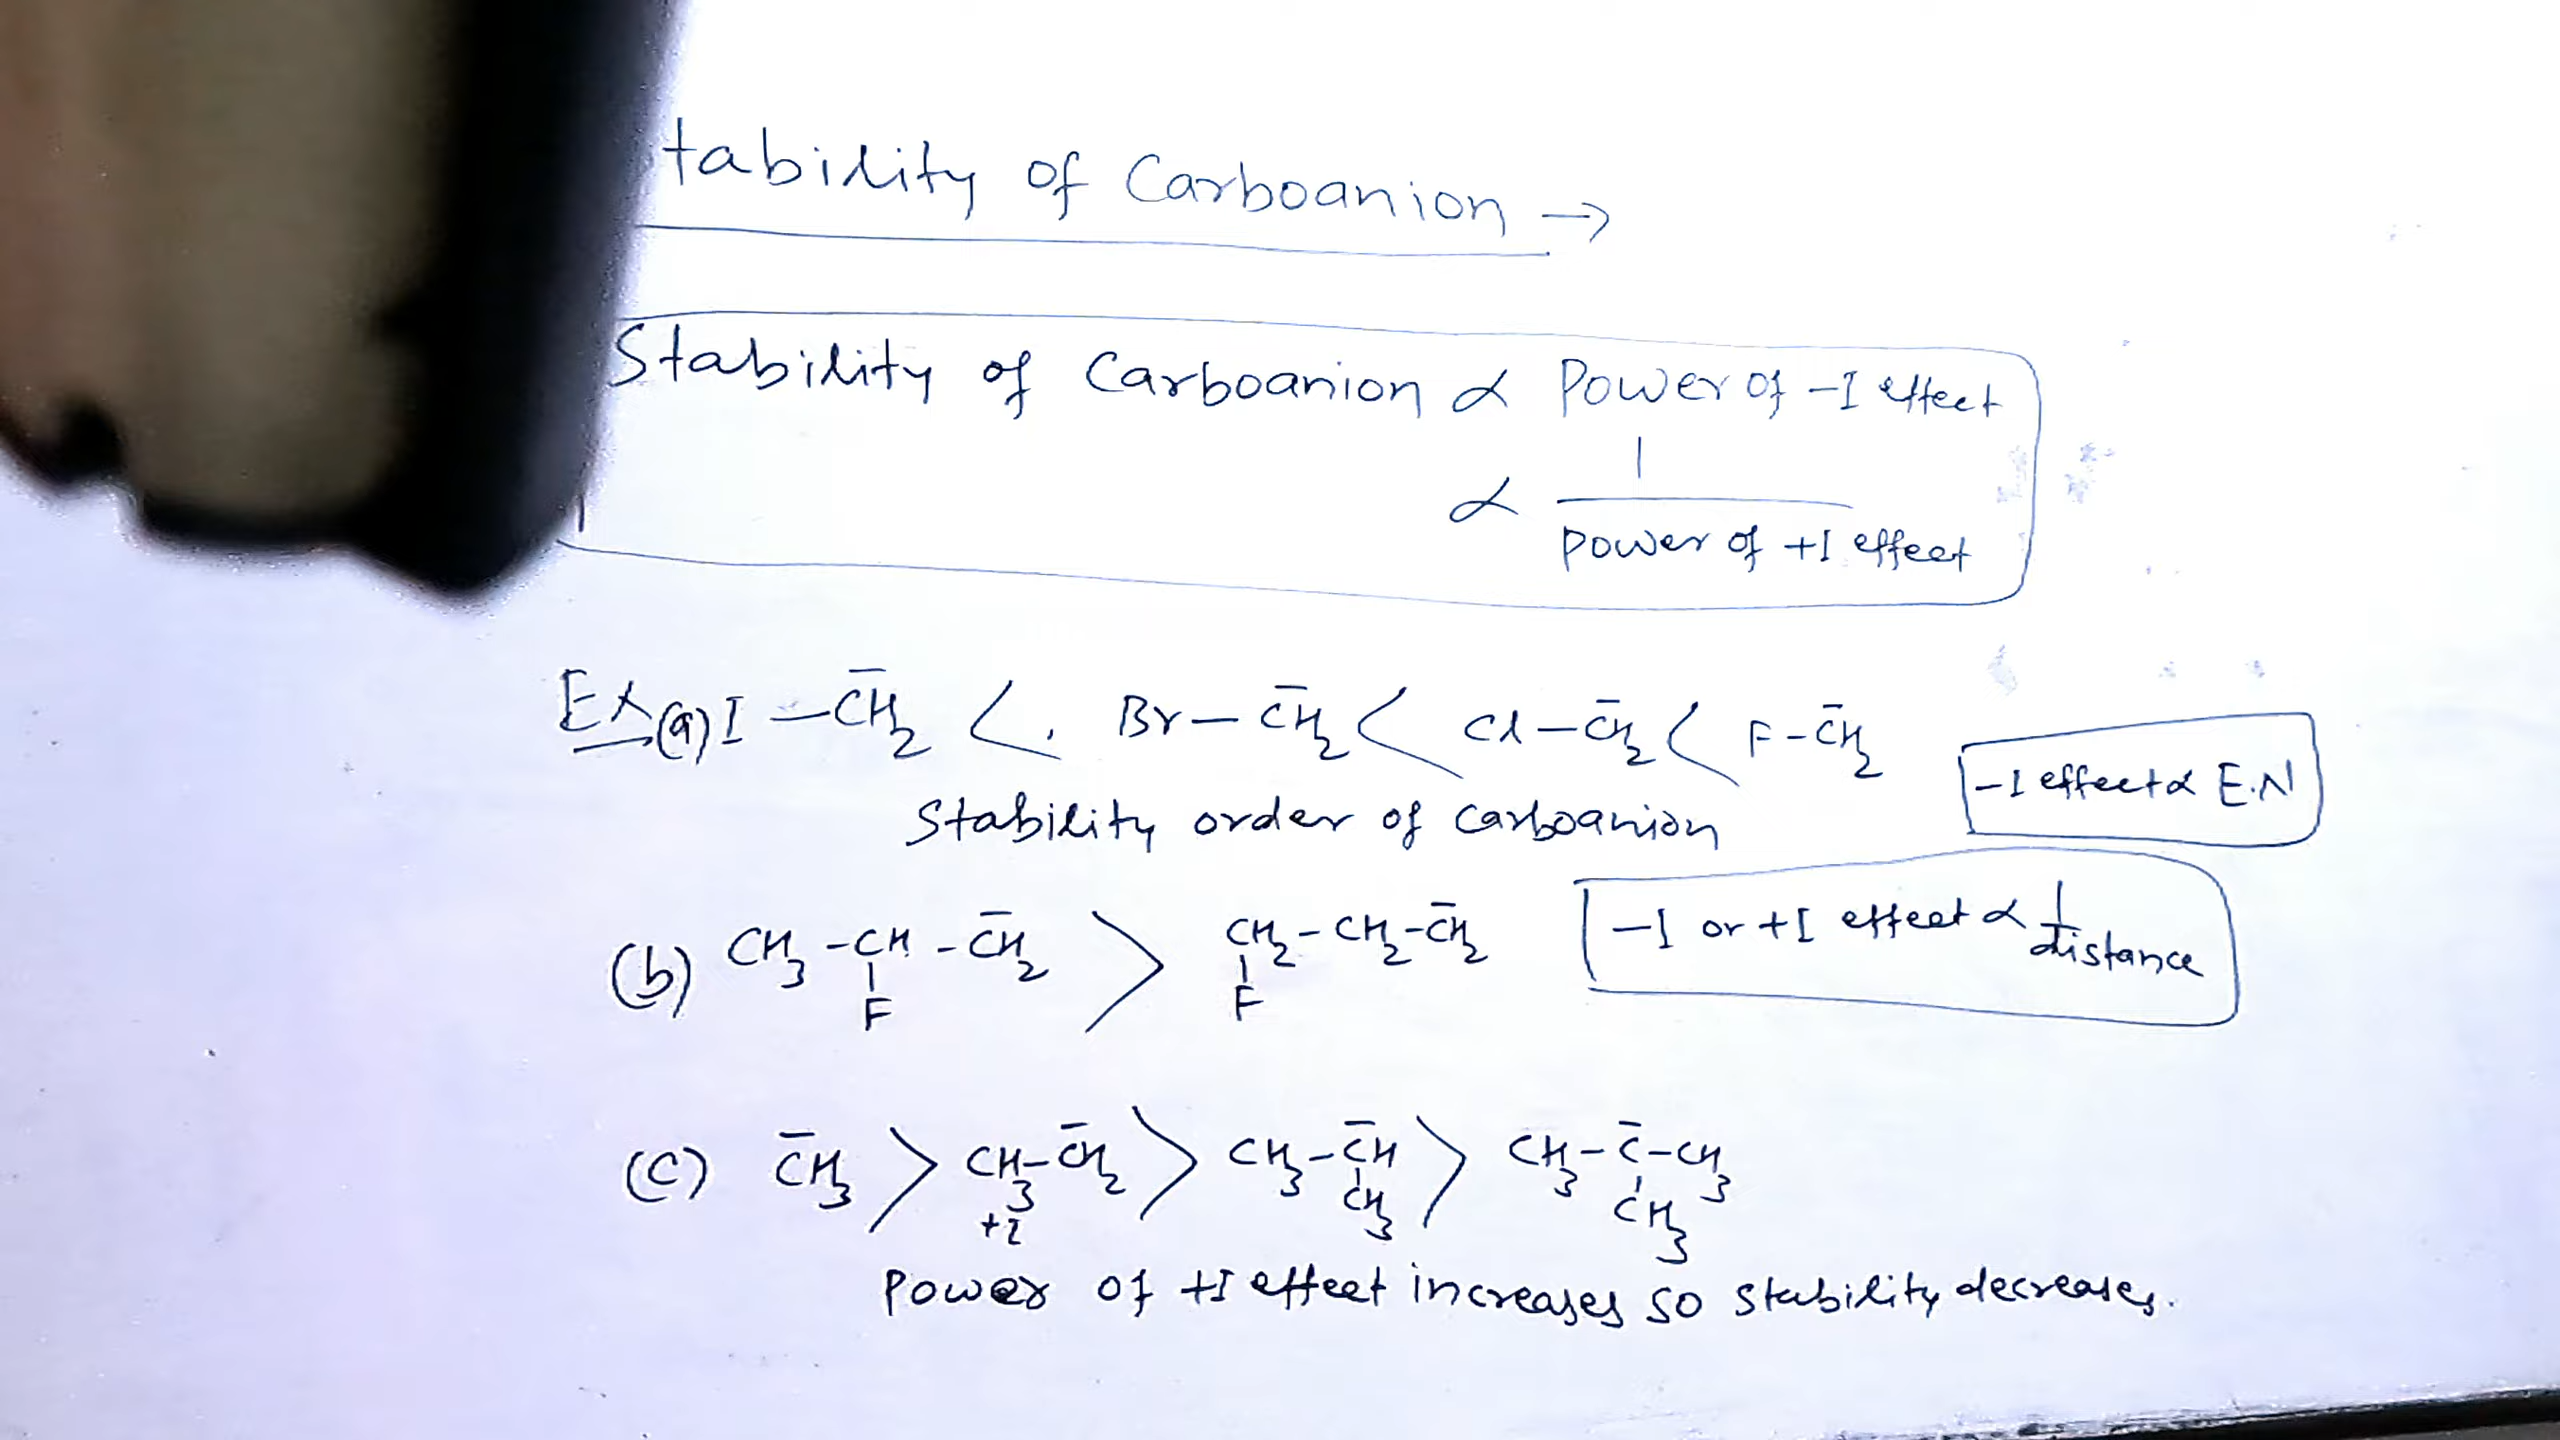 tability of Carboanion →
Stability of Carboanion ∝ Power of -I effect
∝ 1/Power of +I effect
Ex (a) I-C̄H₂ < Br-C̄H₂ < Cl-C̄H₂ < F-C̄H₂
-I effect ∝ E.N
Stability order of Carboanion
(b) CH₃-CH-C̄H₂ > CH₂-CH₂-C̄H₂
F F
-I or +I effect ∝ 1/distance
(C) C̄H₃ > CH₃-C̄H₂ > CH₃-C̄H > CH₃-C̄-CH₃
+I CH₃ CH₃
Power of +I effect increases so stability decreases.